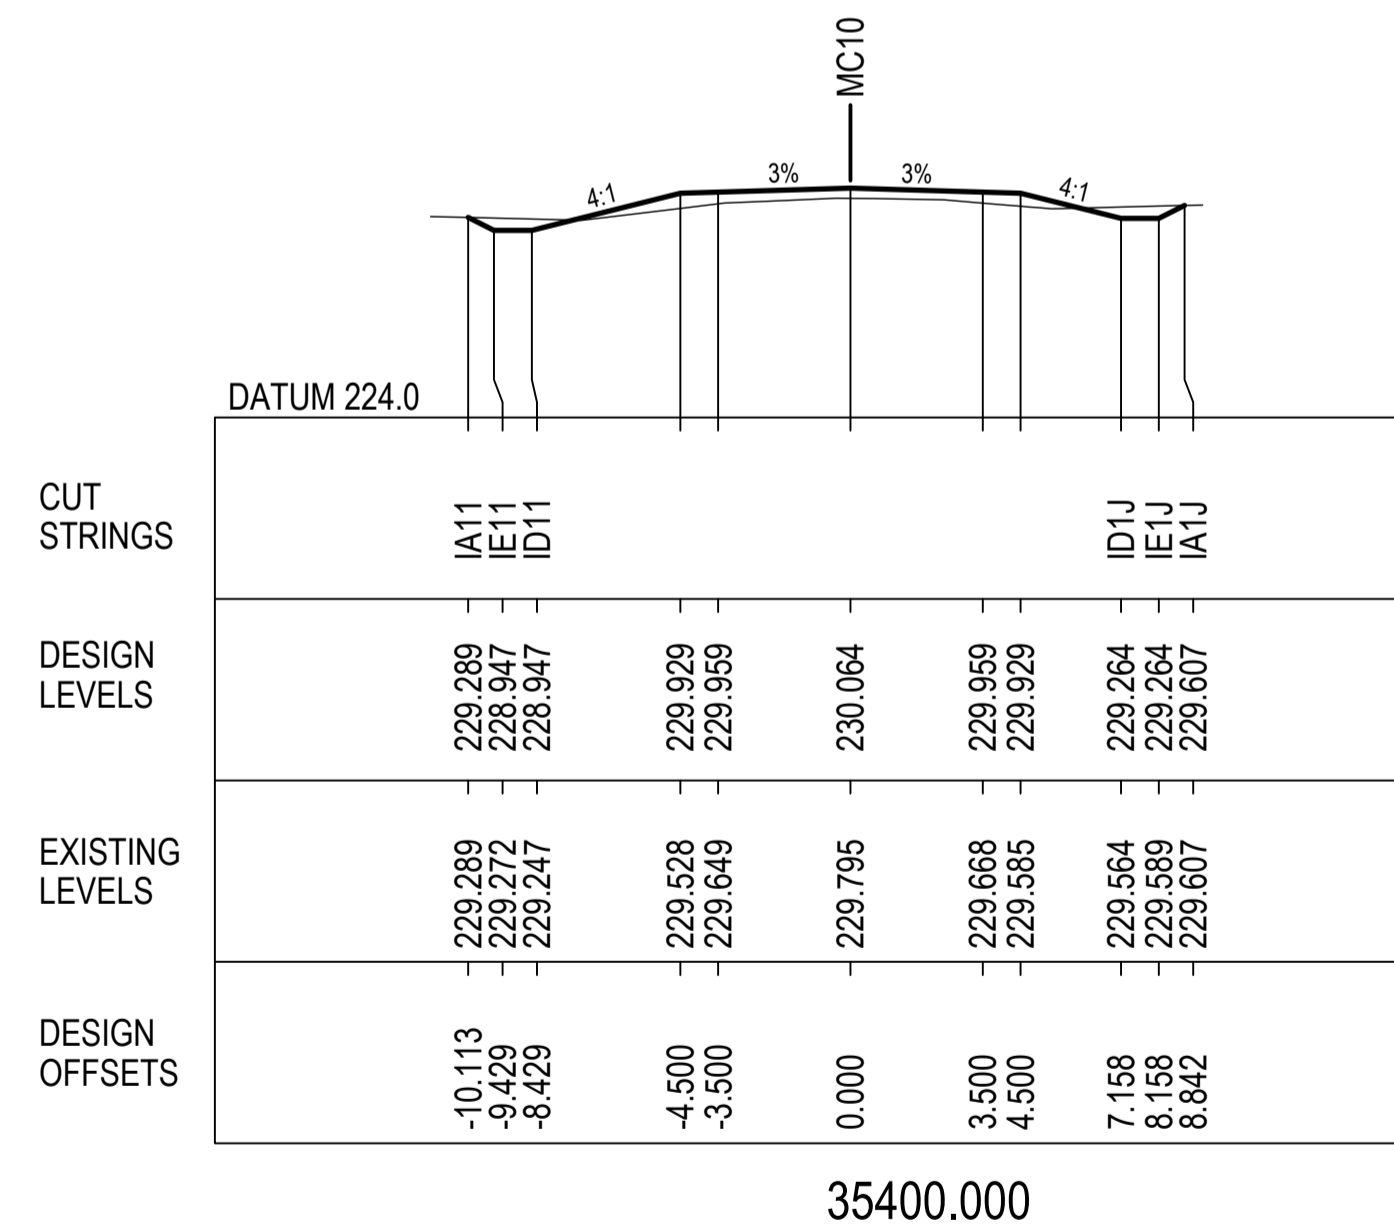 MC10
4:1 3% 3% 4:1
DATUM 224.0
CUT
STRINGS
IA11 IE11 ID11 ID1J IE1J IA1J
DESIGN
LEVELS
229.289 228.947 228.947 229.929 229.959 230.064 229.959 229.929 229.264 229.264 229.607
EXISTING
LEVELS
229.289 229.272 229.247 229.528 229.649 229.795 229.668 229.585 229.564 229.589 229.607
DESIGN
OFFSETS
-10.113 -9.429 -8.429 -4.500 -3.500 0.000 3.500 4.500 7.158 8.158 8.842
35400.000